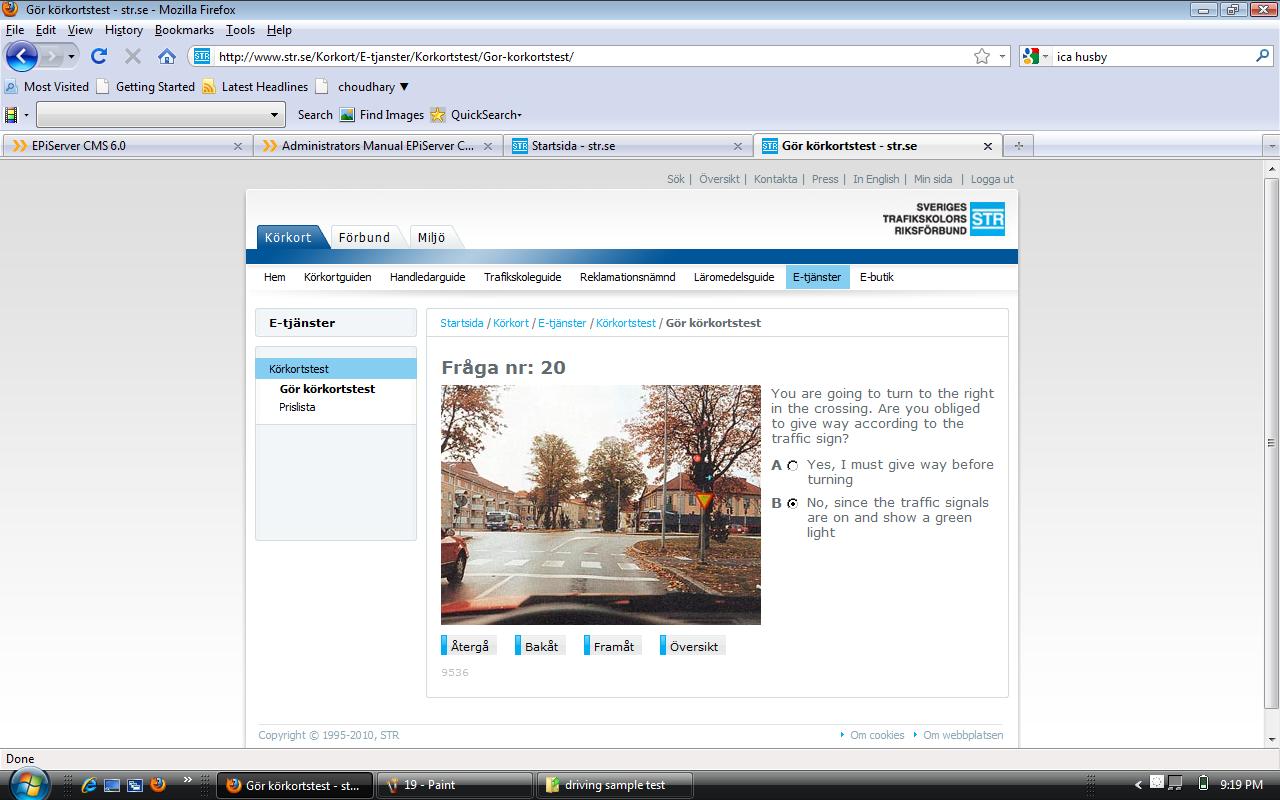 Gör körkortstest - str.se - Mozilla Firefox
File Edit View History Bookmarks Tools Help
STR http://www.str.se/Korkort/E-tjanster/Korkortstest/Gor-korkortstest/ ica husby
Most Visited Getting Started Latest Headlines choudhary
Search Find Images QuickSearch
EPiServer CMS 6.0 Administrators Manual EPiServer C... STR Startsida - str.se STR Gör körkortstest - str.se
Sök | Översikt | Kontakta | Press | In English | Min sida | Logga ut
SVERIGES
TRAFIKSKOLORS STR
RIKSFÖRBUND
Körkort Förbund Miljö
Hem Körkortguiden Handledarguide Trafikskoleguide Reklamationsnämnd Läromedelsguide E-tjänster E-butik
E-tjänster
Körkortstest
Gör körkortstest
Prislista
Startsida / Körkort / E-tjänster / Körkortstest / Gör körkortstest
Fråga nr: 20
You are going to turn to the right
in the crossing. Are you obliged
to give way according to the
traffic sign?
A Yes, I must give way before
turning
B No, since the traffic signals
are on and show a green
light
Återgå Bakåt Framåt Översikt
9536
Copyright © 1995-2010, STR Om cookies Om webbplatsen
Done
Gör körkortstest - st... 19 - Paint driving sample test 9:19 PM